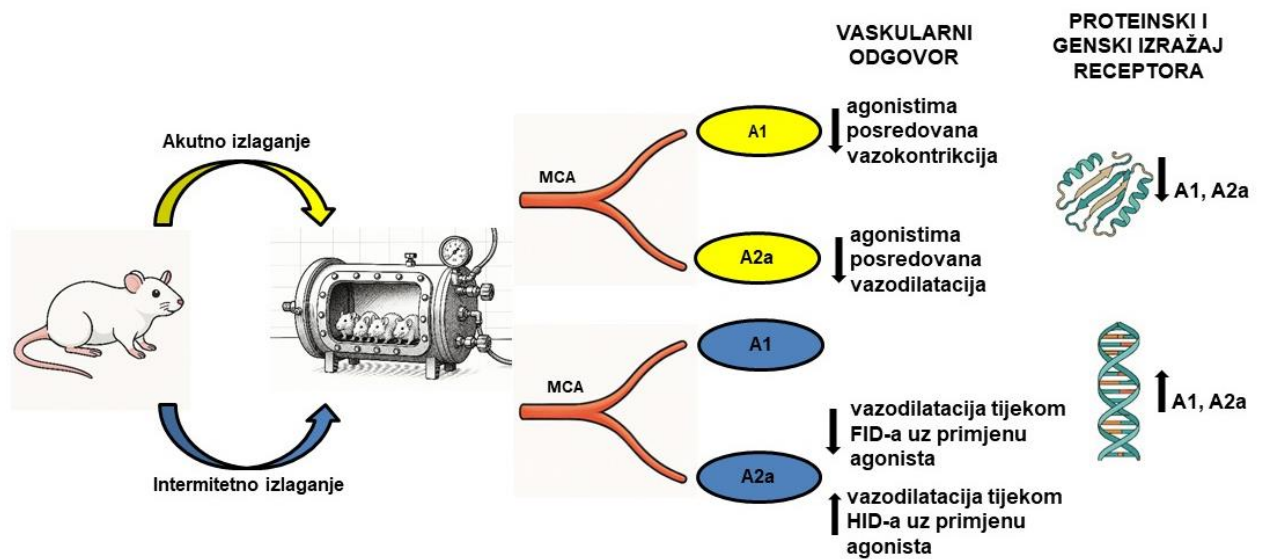 VASKULARNI
ODGOVOR
PROTEINSKI I
GENSKI IZRAŽAJ
RECEPTORA
Akutno izlaganje
MCA
A1
agonistima
posredovana
vazokontrikcija
A2a
agonistima
posredovana
vazodilatacija
A1, A2a
MCA
A1
A2a
vazodilatacija tijekom
FID-a uz primjenu
agonista
vazodilatacija tijekom
HID-a uz primjenu
agonista
A1, A2a
Intermitetno izlaganje